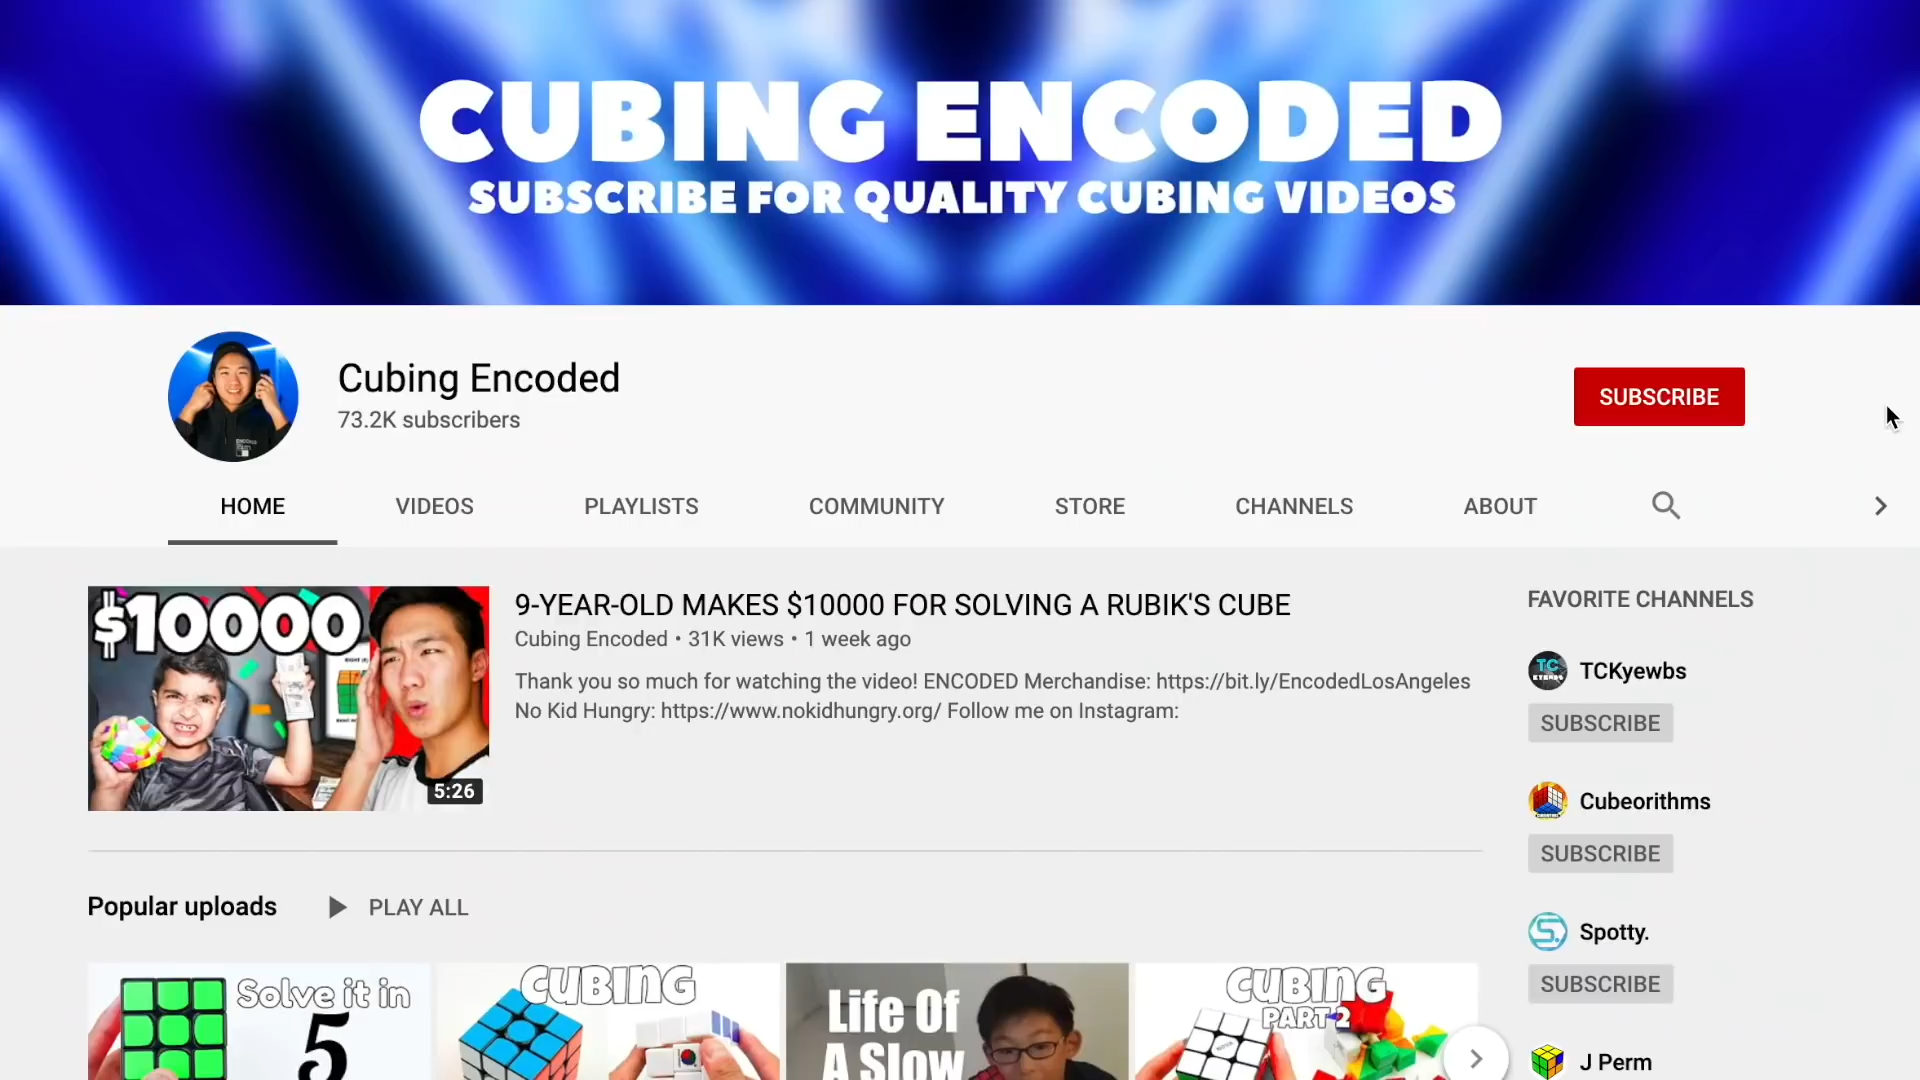 CUBING ENCODED
SUBSCRIBE FOR QUALITY CUBING VIDEOS
Cubing Encoded
73.2K subscribers
SUBSCRIBE
HOME
VIDEOS
PLAYLISTS
COMMUNITY
STORE
CHANNELS
ABOUT
$10000
5:26
9-YEAR-OLD MAKES $10000 FOR SOLVING A RUBIK'S CUBE
Cubing Encoded • 31K views • 1 week ago
Thank you so much for watching the video! ENCODED Merchandise: https://bit.ly/EncodedLosAngeles
No Kid Hungry: https://www.nokidhungry.org/ Follow me on Instagram:
FAVORITE CHANNELS
TCKyewbs
SUBSCRIBE
Cubeorithms
SUBSCRIBE
Spotty.
SUBSCRIBE
J Perm
Popular uploads
PLAY ALL
Solve it in
5
CUBING
Life Of
A Slow
CUBING
PART 2